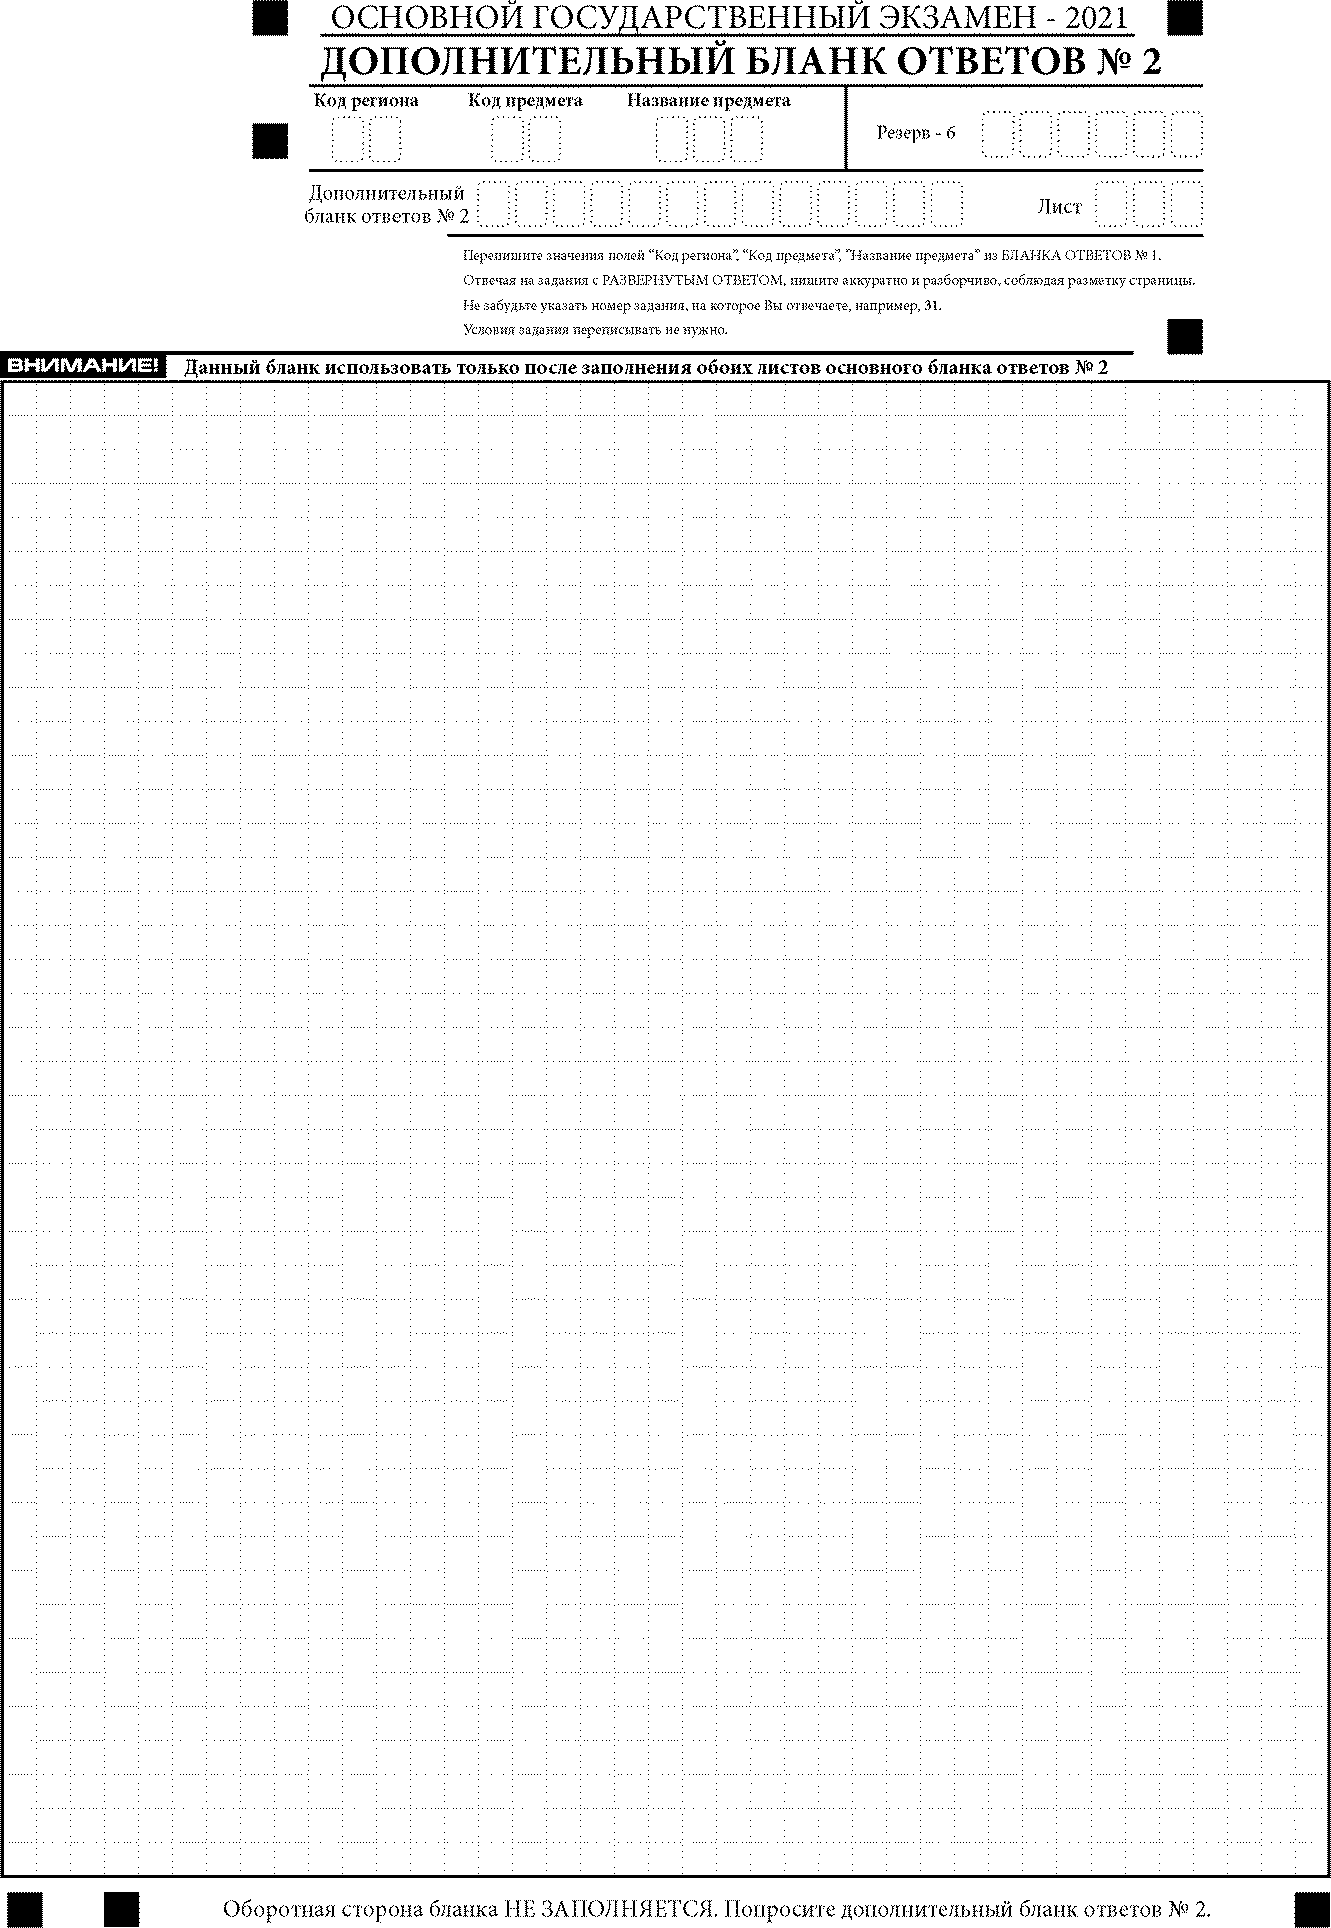 ОСНОВНОЙ ГОСУДАРСТВЕННЫЙ ЭКЗАМЕН - 2021
ДОПОЛНИТЕЛЬНЫЙ БЛАНК ОТВЕТОВ № 2
Код региона Код предмета Название предмета
Резерв - 6
Дополнительный
бланк ответов № 2
Лист
Перепишите значения полей “Код региона”, “Код предмета”, “Название предмета” из БЛАНКА ОТВЕТОВ № 1.
Отвечая на задания с РАЗВЕРНУТЫМ ОТВЕТОМ, пишите аккуратно и разборчиво, соблюдая разметку страницы.
Не забудьте указать номер задания, на которое Вы отвечаете, например, 31.
Условия задания переписывать не нужно.
ВНИМАНИЕ! Данный бланк использовать только после заполнения обоих листов основного бланка ответов № 2
Оборотная сторона бланка НЕ ЗАПОЛНЯЕТСЯ. Попросите дополнительный бланк ответов № 2.